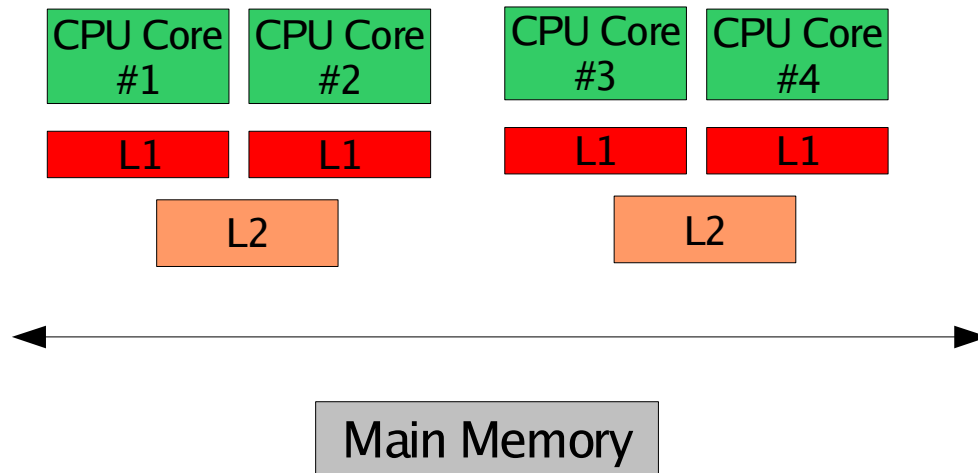 CPU Core
#1
CPU Core
#2
CPU Core
#3
CPU Core
#4
L1
L1
L1
L1
L2
L2
Main Memory